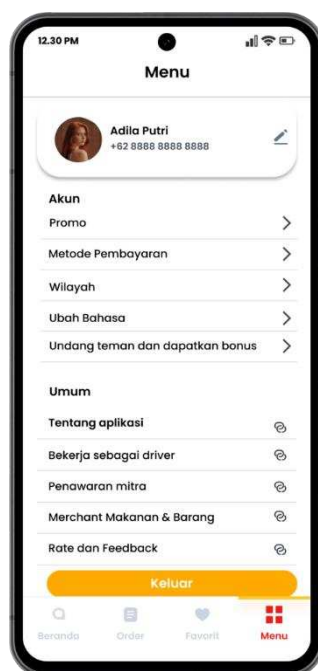 12.30 PM
Menu
Adila Putri
+62 8888 8888 8888
Akun
Promo
Metode Pembayaran
Wilayah
Ubah Bahasa
Undang teman dan dapatkan bonus
Umum
Tentang aplikasi
Bekerja sebagai driver
Penawaran mitra
Merchant Makanan & Barang
Rate dan Feedback
Keluar
Beranda Order Favorit Menu